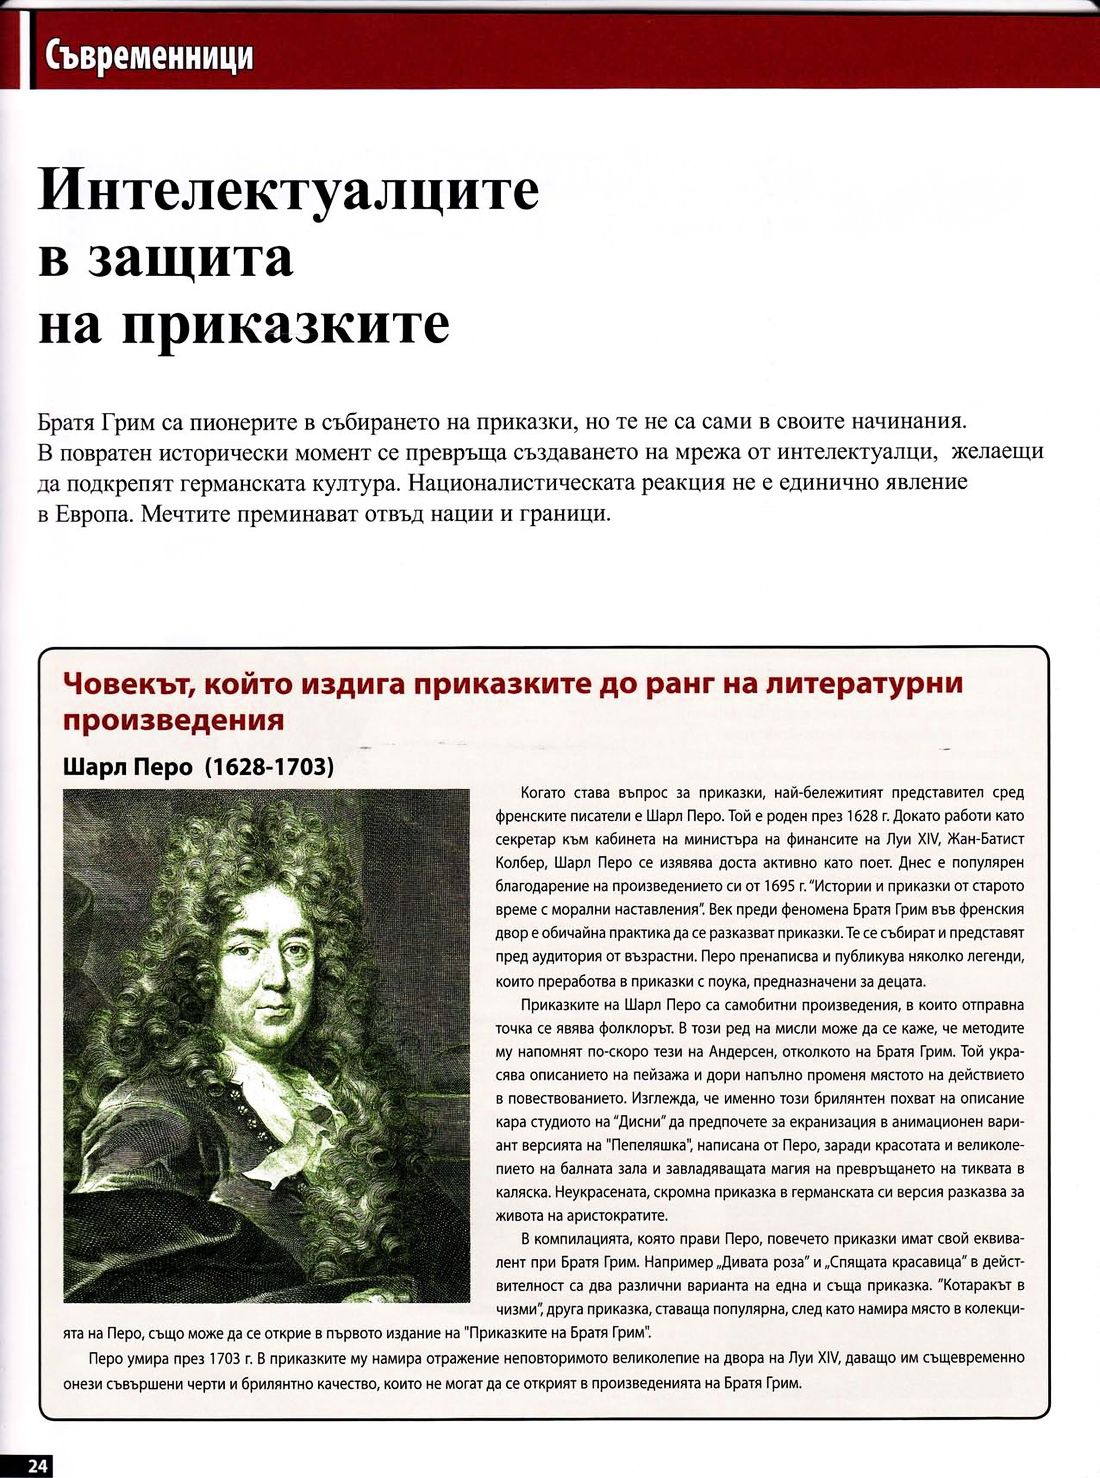 Съвременници
Интелектуалците
в защита
на приказките
Братя Грим са пионерите в събирането на приказки, но те не са сами в своите начинания.
В повратен исторически момент се превръща създаването на мрежа от интелектуалци, желаещи
да подкрепят германската култура. Националистическата реакция не е единично явление
в Европа. Мечтите преминават отвъд нации и граници.
Човекът, който издига приказките до ранг на литературни
произведения
Шарл Перо (1628-1703)
Когато става въпрос за приказки, най-бележитият представител сред
френските писатели е Шарл Перо. Той е роден през 1628 г. Докато работи като
секретар към кабинета на министъра на финансите на Луи XIV, Жан-Батист
Колбер, Шарл Перо се изявява доста активно като поет. Днес е популярен
благодарение на произведението си от 1695 г. "Истории и приказки от старото
време с морални наставления". Век преди феномена Братя Грим във френския
двор е обичайна практика да се разказват приказки. Те се събират и представят
пред аудитория от възрастни. Перо пренаписва и публикува няколко легенди,
които преработва в приказки с поука, предназначени за децата.
Приказките на Шарл Перо са самобитни произведения, в които отправна
точка се явява фолклорът. В този ред на мисли може да се каже, че методите
му напомнят по-скоро тези на Андерсен, отколкото на Братя Грим. Той укра-
сява описанието на пейзажа и дори напълно променя мястото на действието
в повествованието. Изглежда, че именно този брилянтен похват на описание
кара студиото на "Дисни" да предпочете за екранизация в анимационен вари-
ант версията на "Пепеляшка", написана от Перо, заради красотата и великоле-
пието на балната зала и завладяващата магия на превръщането на тиквата в
каляска. Неукрасената, скромна приказка в германската си версия разказва за
живота на аристократите.
В компилацията, която прави Перо, повечето приказки имат свой еквива-
лент при Братя Грим. Например „Дивата роза" и „Спящата красавица" в дейст-
вителност са два различни варианта на една и съща приказка. "Котаракът в
чизми", друга приказка, ставаща популярна, след като намира място в колекци-
ята на Перо, също може да се открие в първото издание на "Приказките на Братя Грим".
Перо умира през 1703 г. В приказките му намира отражение неповторимото великолепие на двора на Луи XIV, даващо им същевременно
онези съвършени черти и брилянтно качество, които не могат да се открият в произведенията на Братя Грим.
24